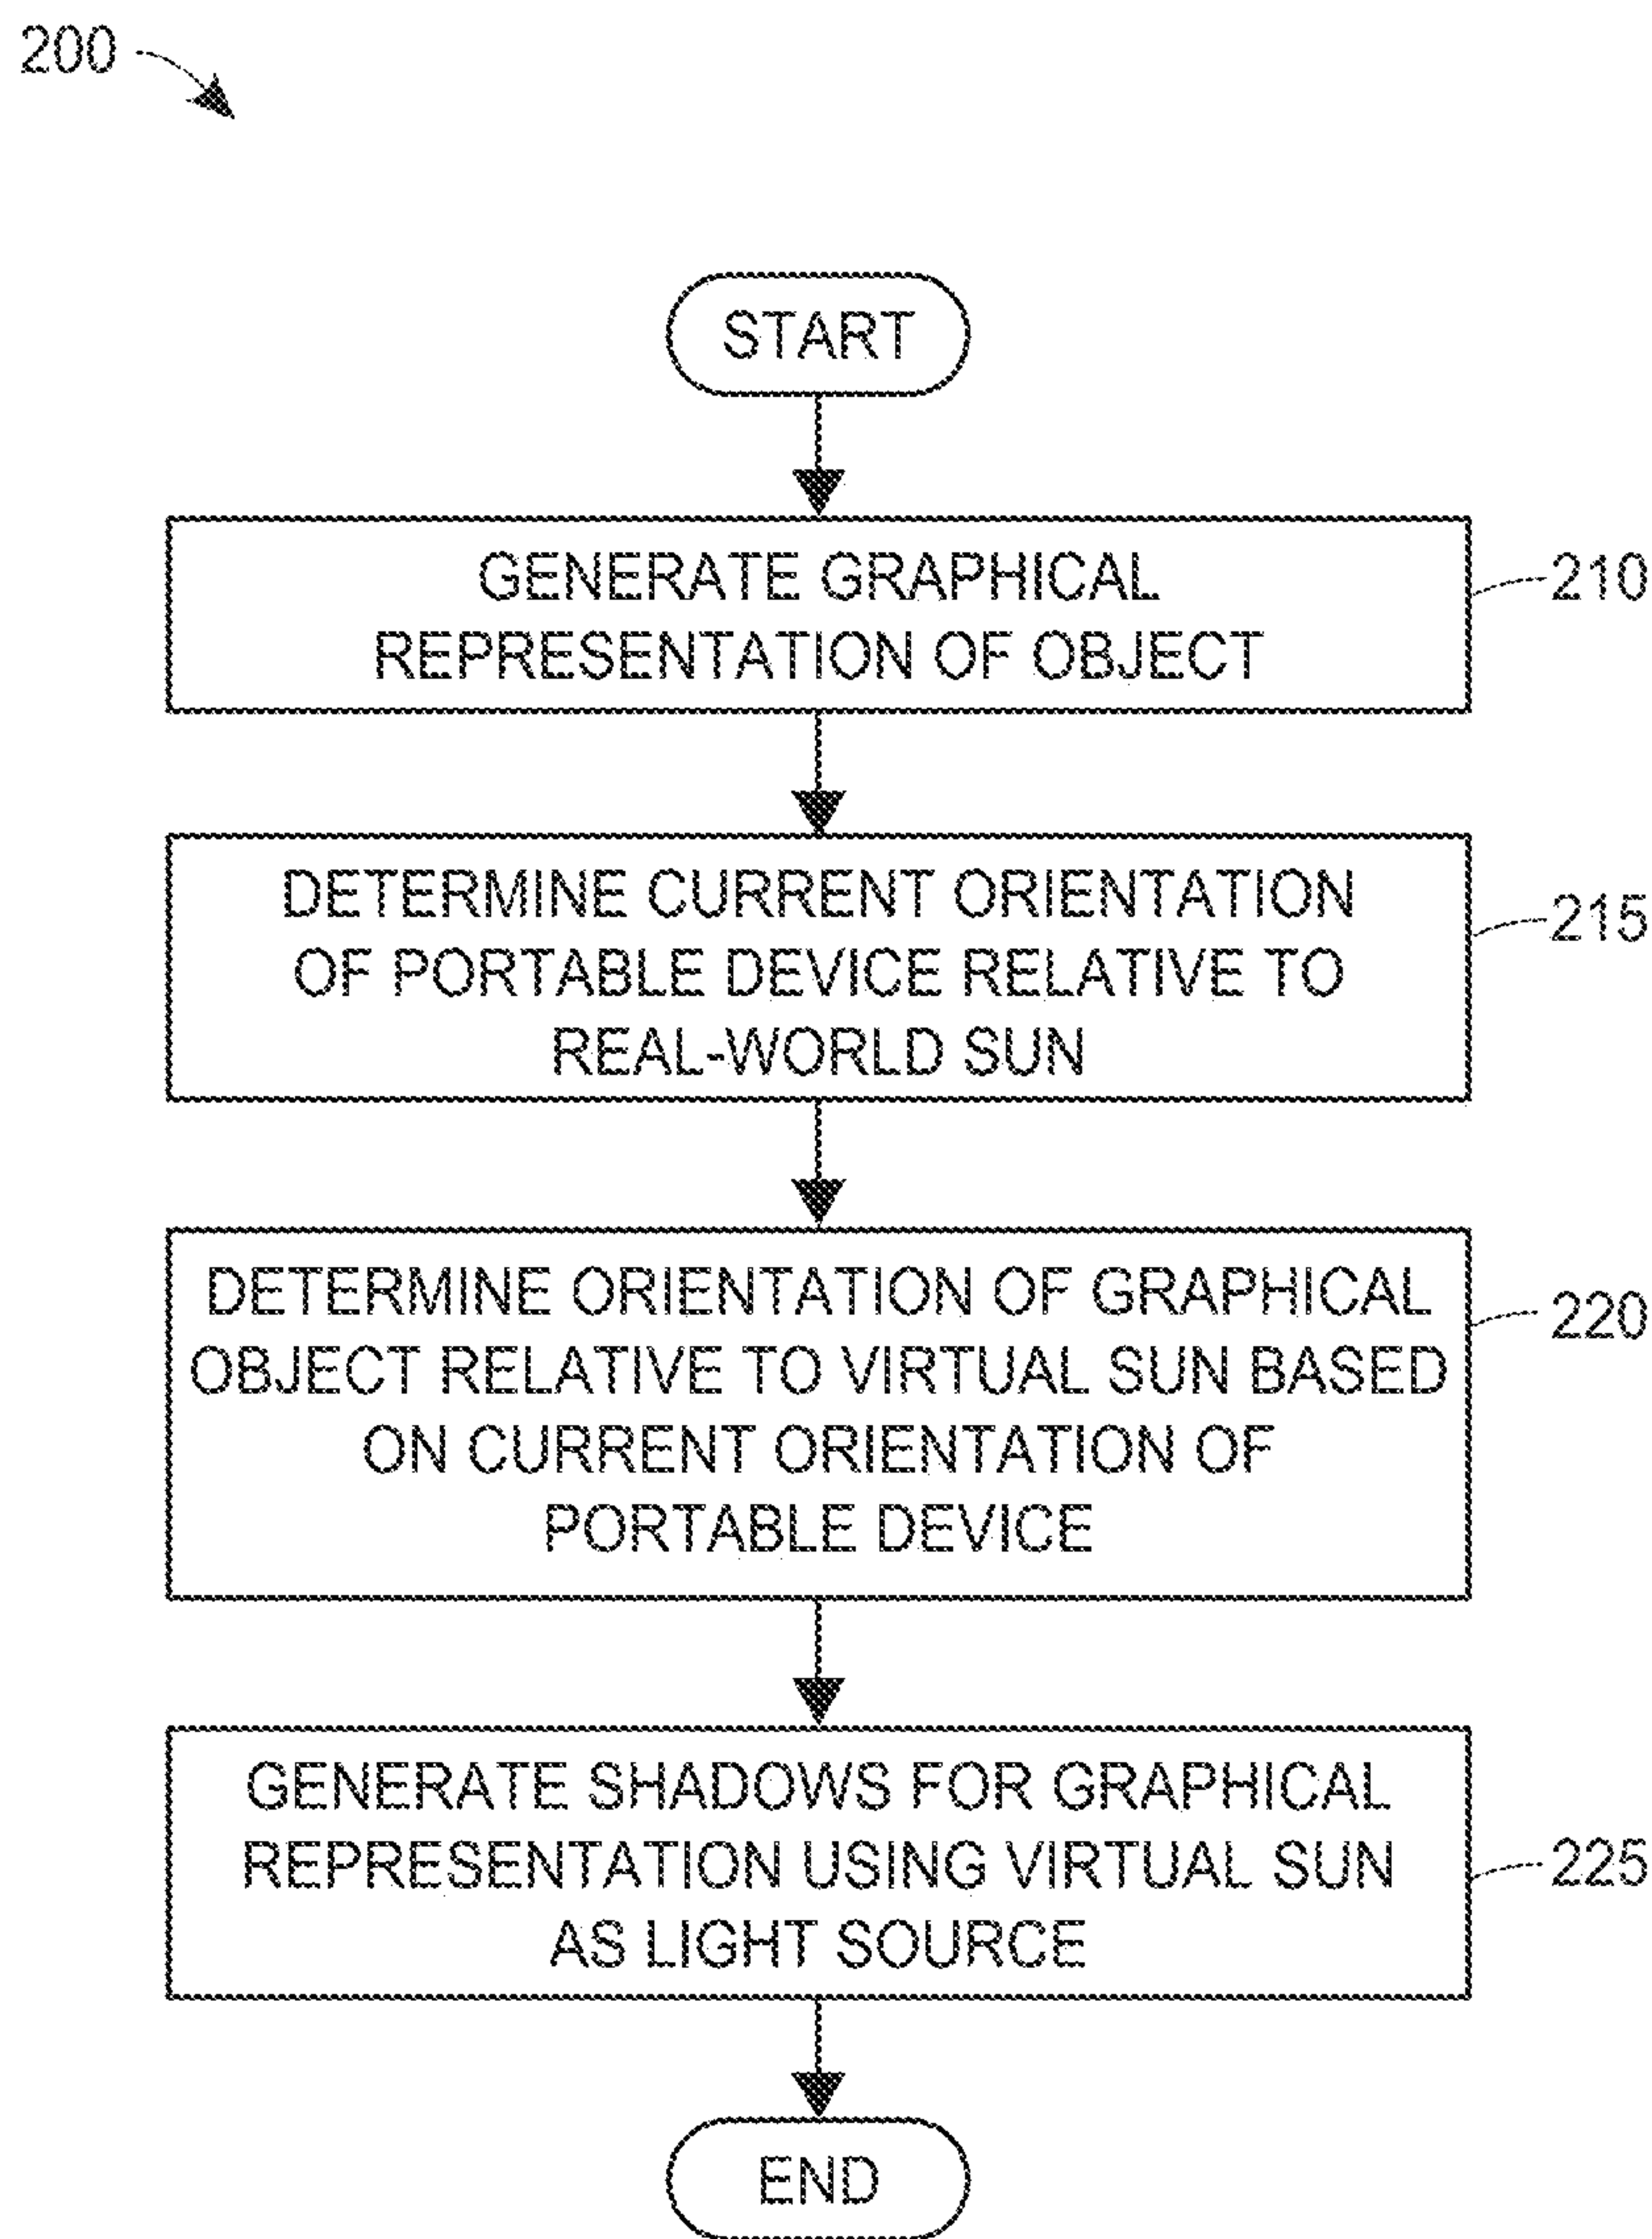 200
START
GENERATE GRAPHICAL
REPRESENTATION OF OBJECT
210
DETERMINE CURRENT ORIENTATION
OF PORTABLE DEVICE RELATIVE TO
REAL-WORLD SUN
215
DETERMINE ORIENTATION OF GRAPHICAL
OBJECT RELATIVE TO VIRTUAL SUN BASED
ON CURRENT ORIENTATION OF
PORTABLE DEVICE
220
GENERATE SHADOWS FOR GRAPHICAL
REPRESENTATION USING VIRTUAL SUN
AS LIGHT SOURCE
225
END